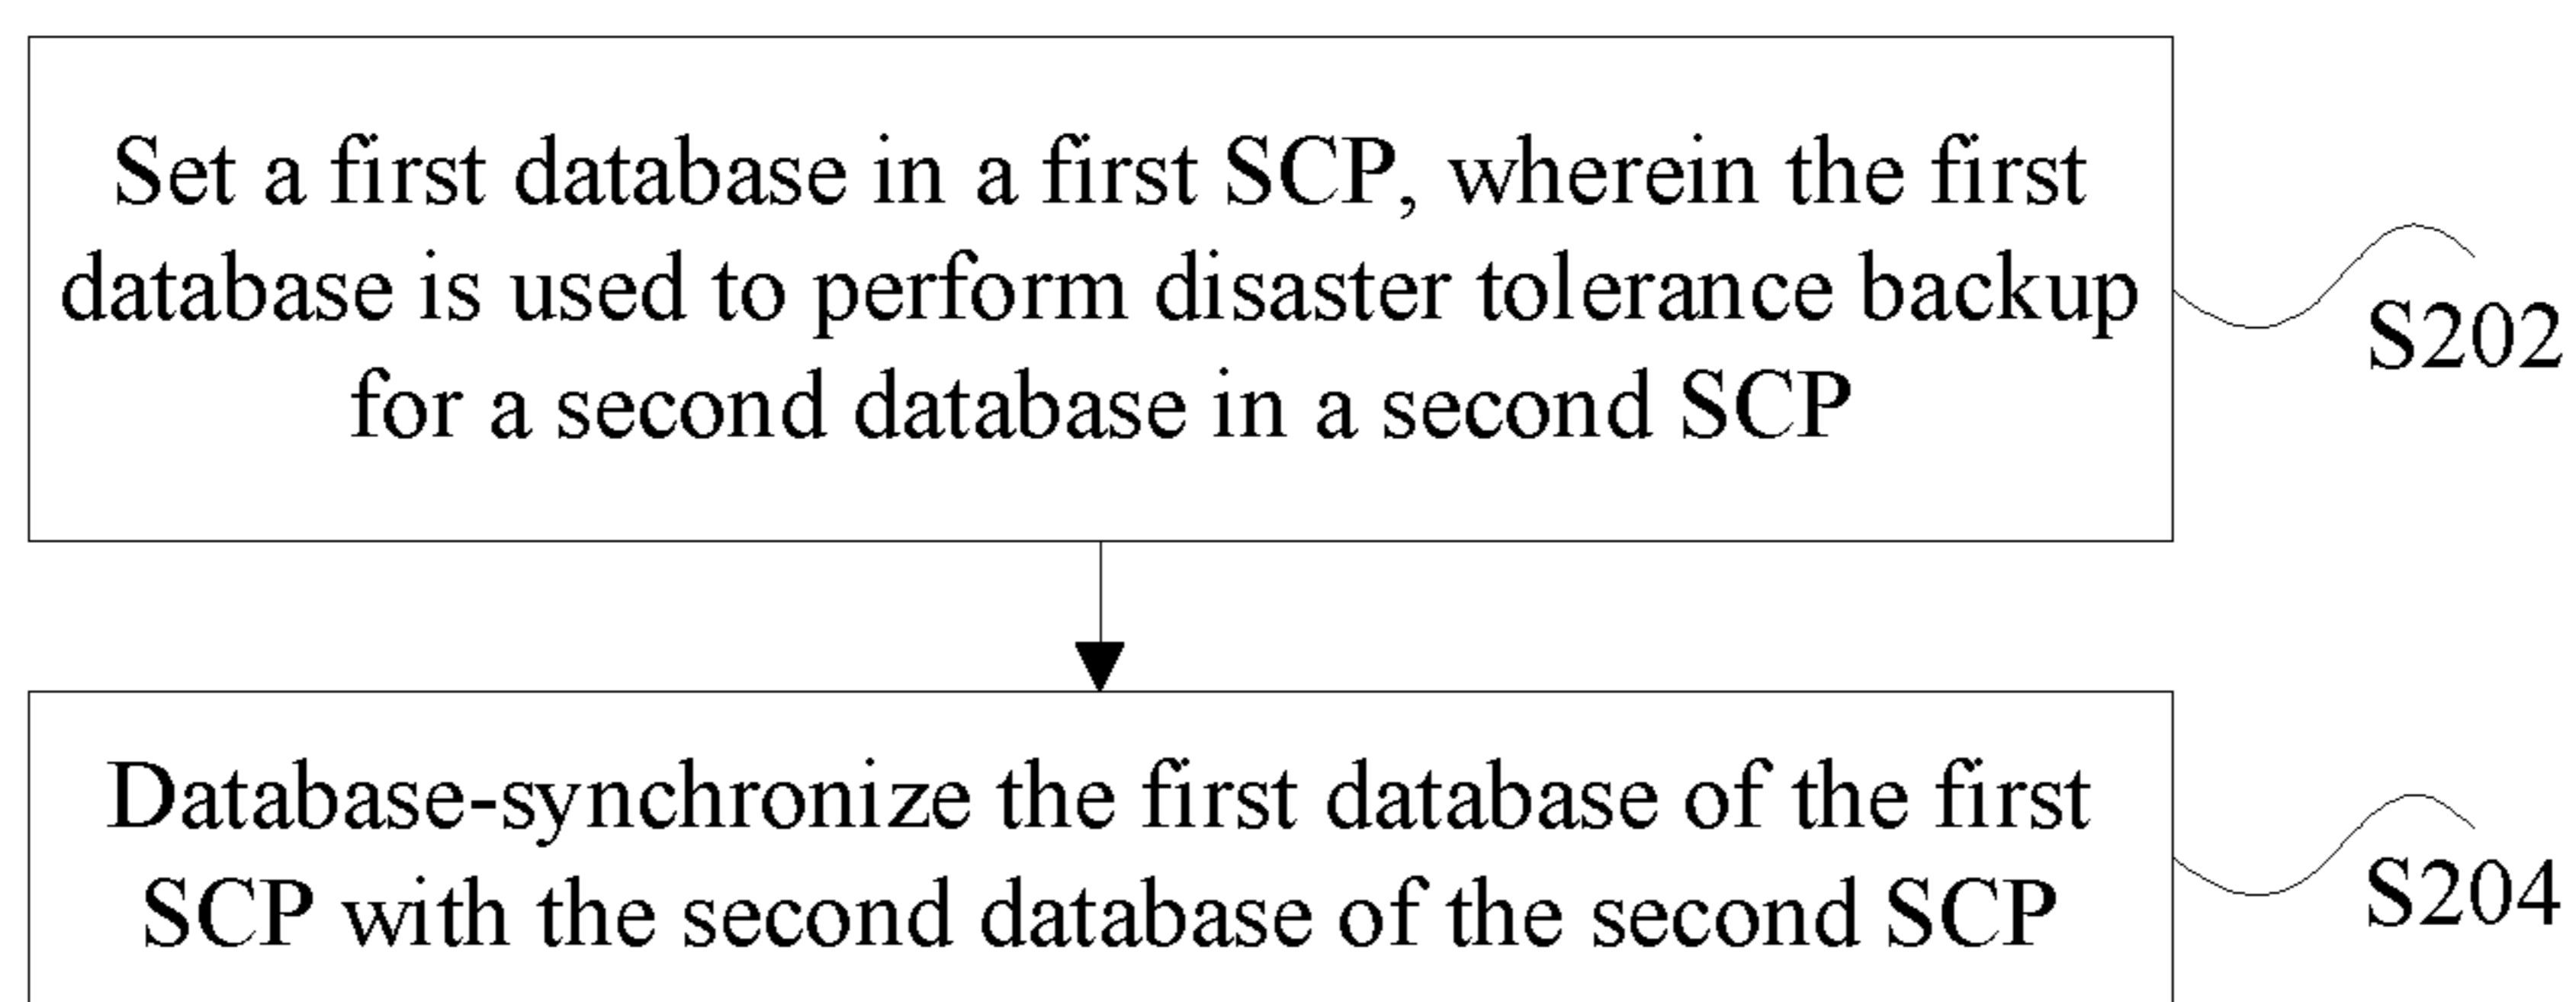 Set a first database in a first SCP, wherein the first
database is used to perform disaster tolerance backup
for a second database in a second SCP
S202
Database-synchronize the first database of the first
SCP with the second database of the second SCP
S204